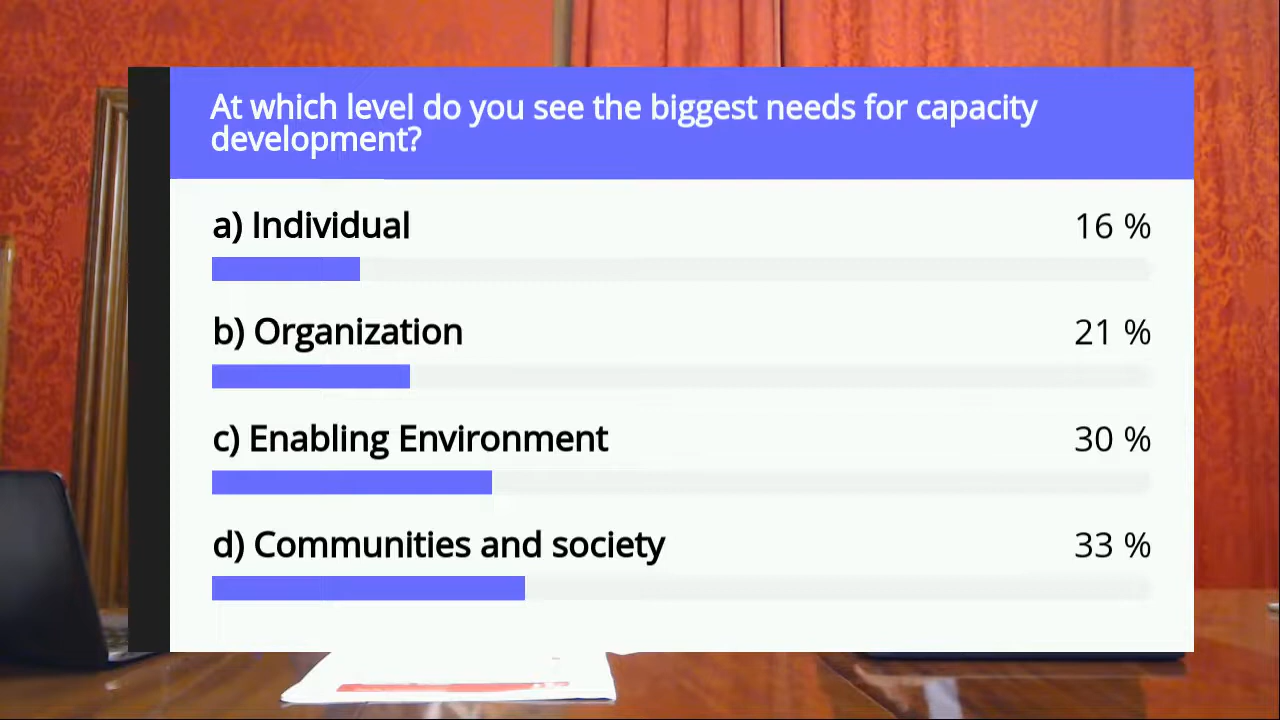 At which level do you see the biggest needs for capacity
development?
a) Individual 16 %
b) Organization 21 %
c) Enabling Environment 30 %
d) Communities and society 33 %